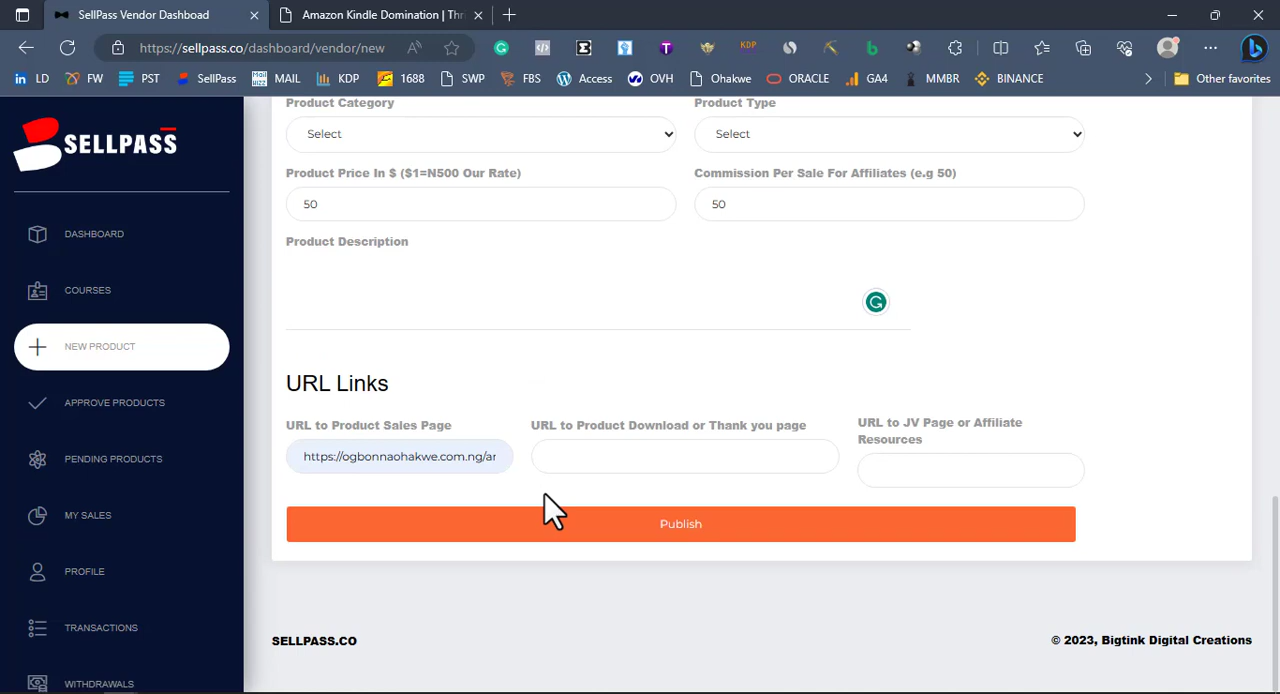 SellPass Vendor Dashboad
Amazon Kindle Domination | Thr
https://sellpass.co/dashboard/vendor/new
LD FW PST SellPass MAIL KDP 1688 SWP FBS Access OVH Ohakwe ORACLE GA4 MMBR BINANCE Other favorites
SELLPASS
DASHBOARD
COURSES
NEW PRODUCT
APPROVE PRODUCTS
PENDING PRODUCTS
MY SALES
PROFILE
TRANSACTIONS
WITHDRAWALS
Product Category
Product Type
Select
Select
Product Price In $ ($1=N500 Our Rate)
Commission Per Sale For Affiliates (e.g 50)
50
50
Product Description
URL Links
URL to Product Sales Page
URL to Product Download or Thank you page
URL to JV Page or Affiliate
Resources
https://ogbonnaohakwe.com.ng/ar
Publish
SELLPASS.CO
© 2023, Bigtink Digital Creations